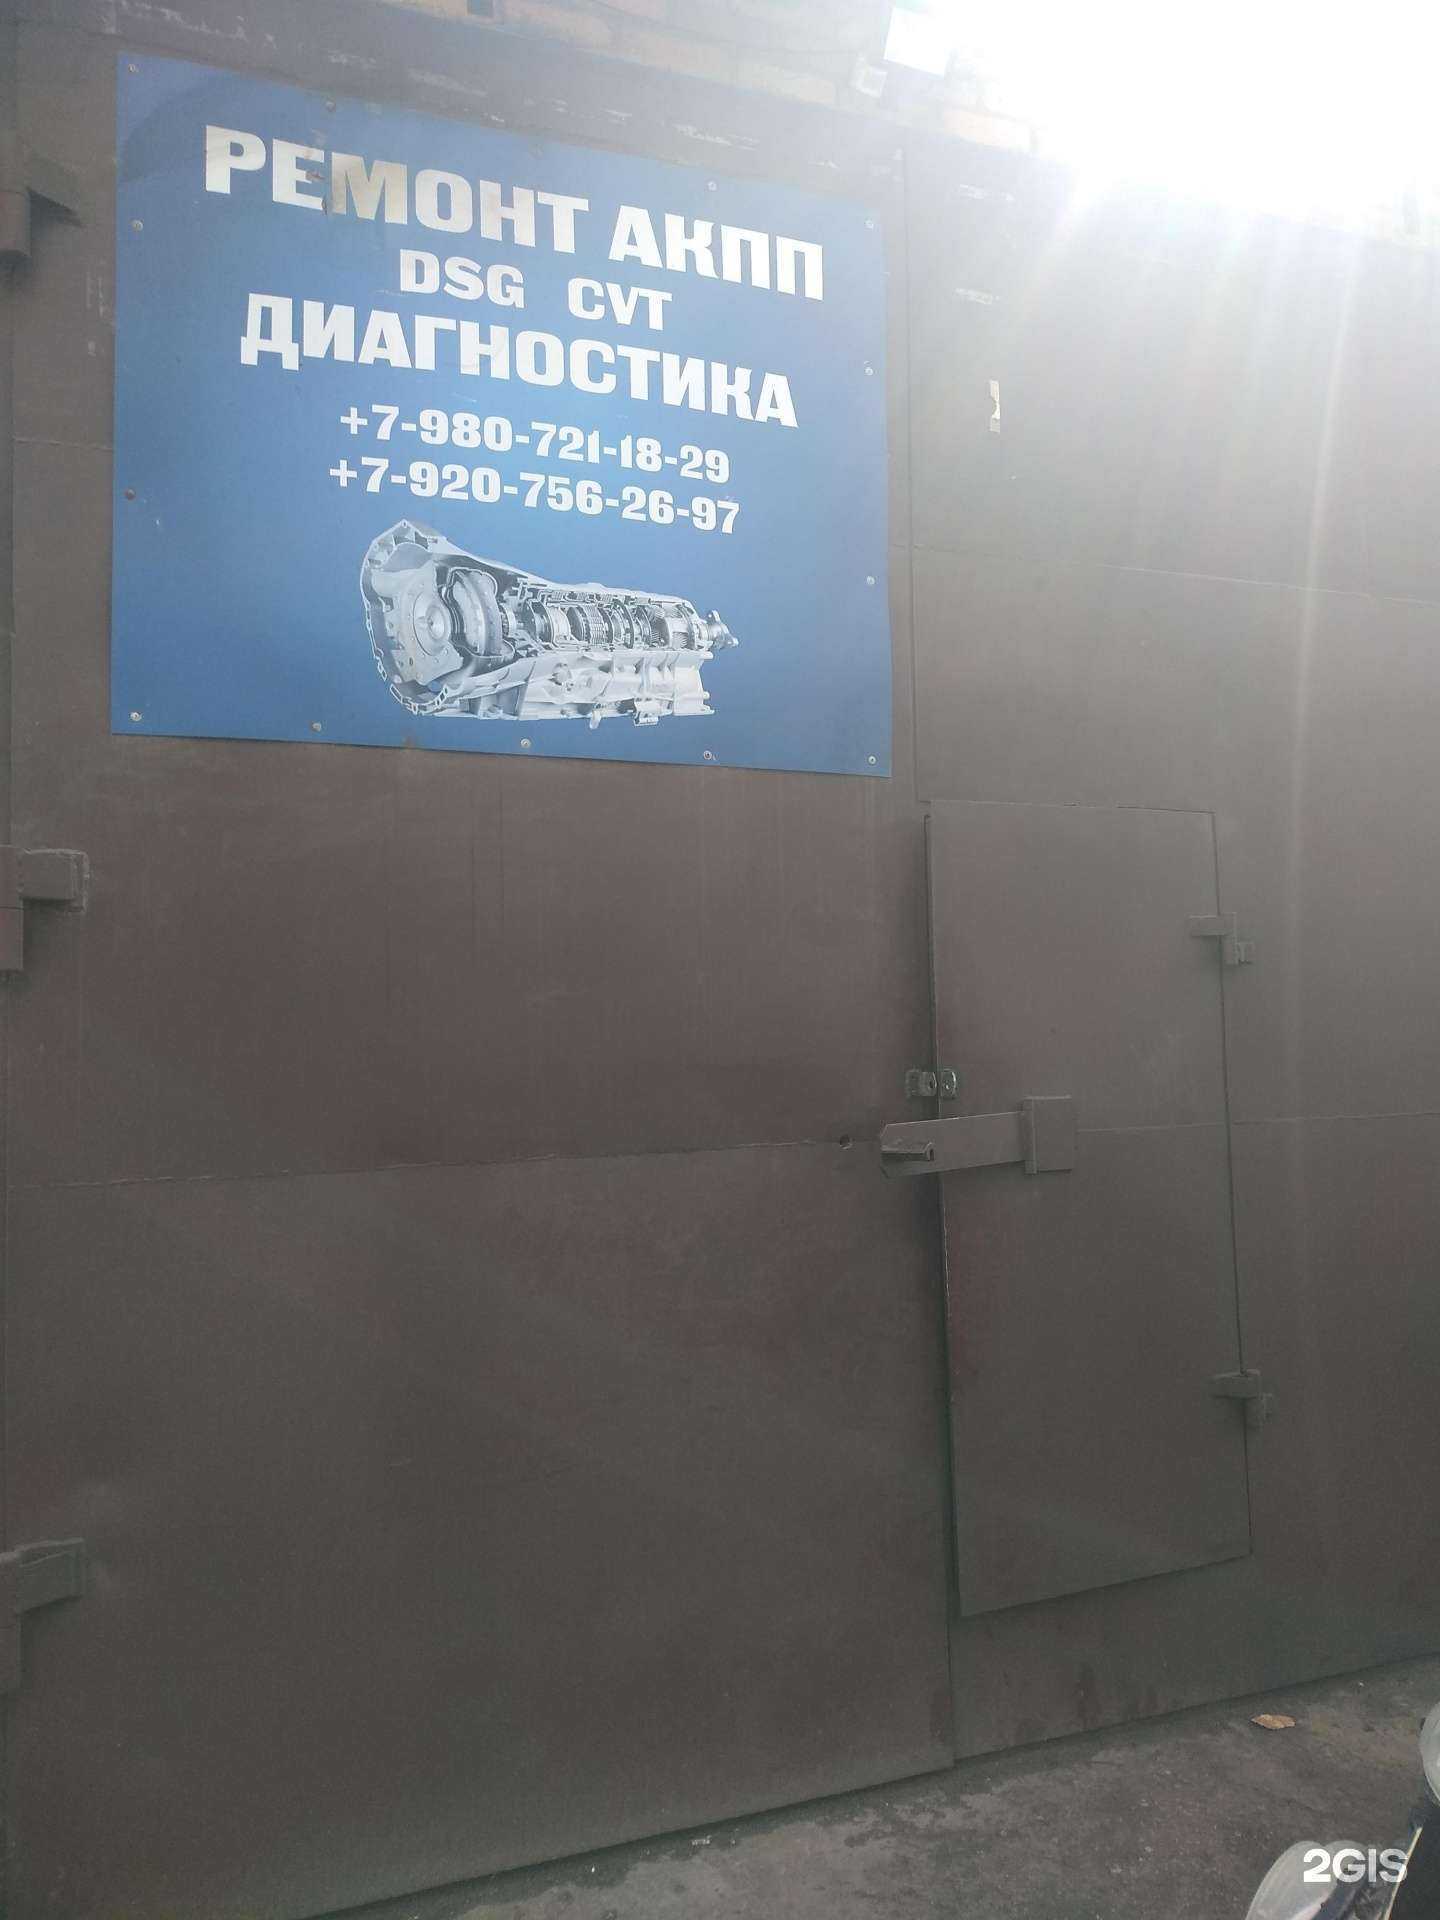 РЕМОНТ АКПП
DSG CVT
ДИАГНОСТИКА
+7-980-721-18-29
+7-920-756-26-97
2GIS